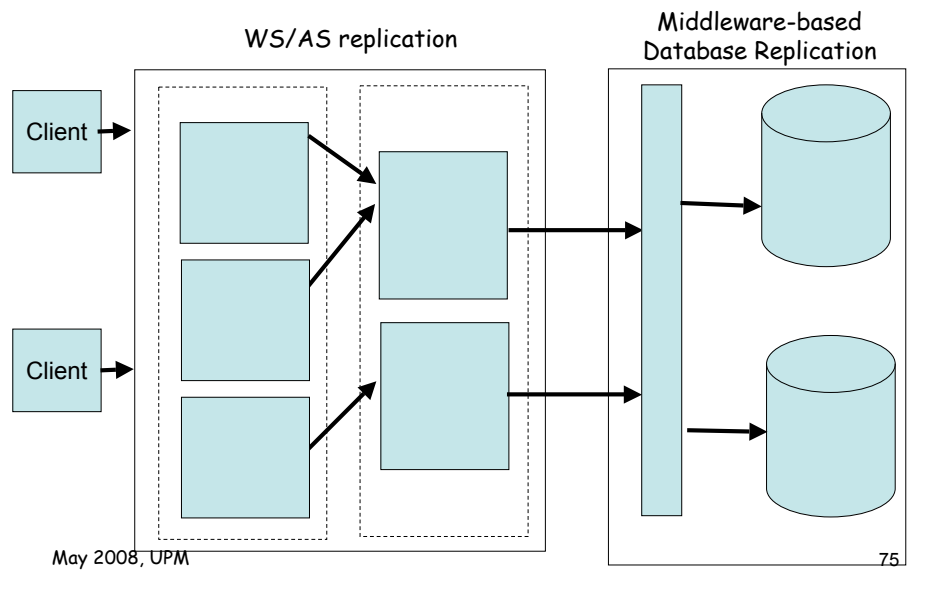 WS/AS replication
Middleware-based
Database Replication
Client
Client
May 2008, UPM
75